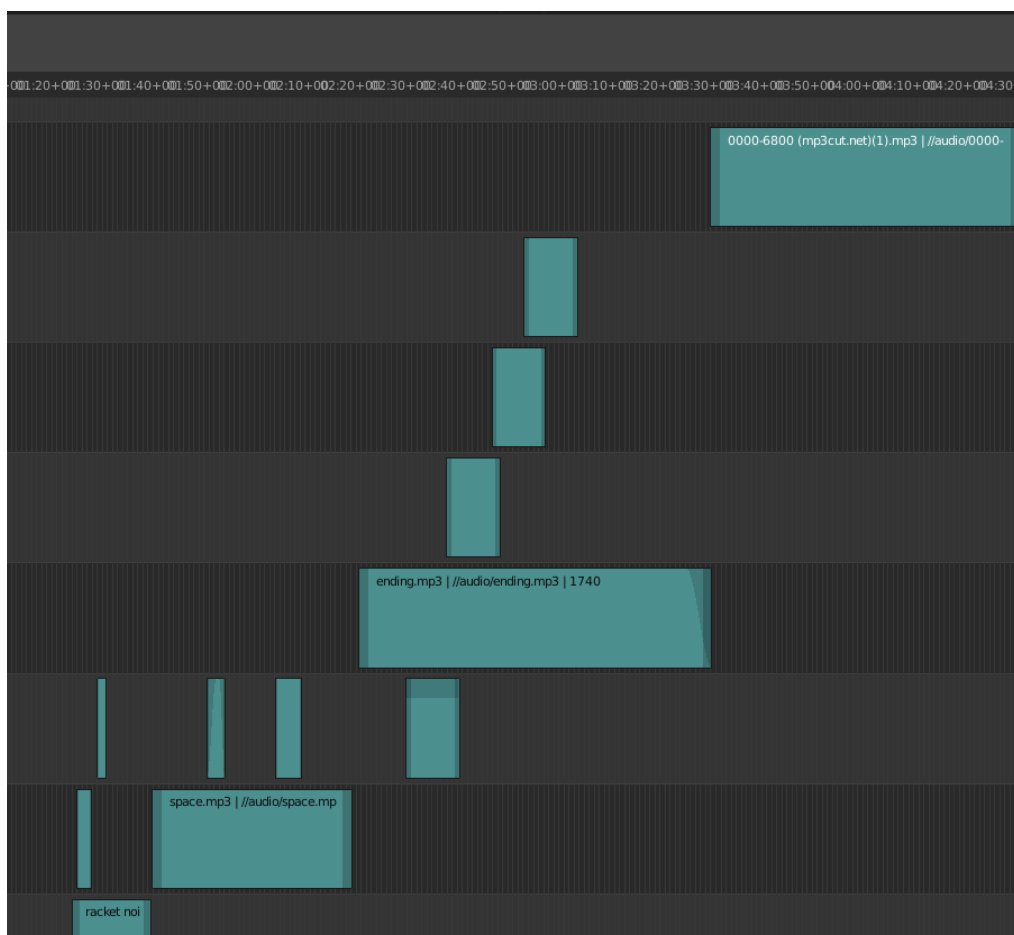 -00 01:20+00 01:30+00 01:40+00 01:50+00 02:00+00 02:10+00 02:20+00 02:30+00 02:40+00 02:50+00 03:00+00 03:10+00 03:20+00 03:30+00 03:40+00 03:50+00 04:00+00 04:10+00 04:20+00 04:30
0000-6800 (mp3cut.net)(1).mp3 | //audio/0000-
ending.mp3 | //audio/ending.mp3 | 1740
space.mp3 | //audio/space.mp
racket noi